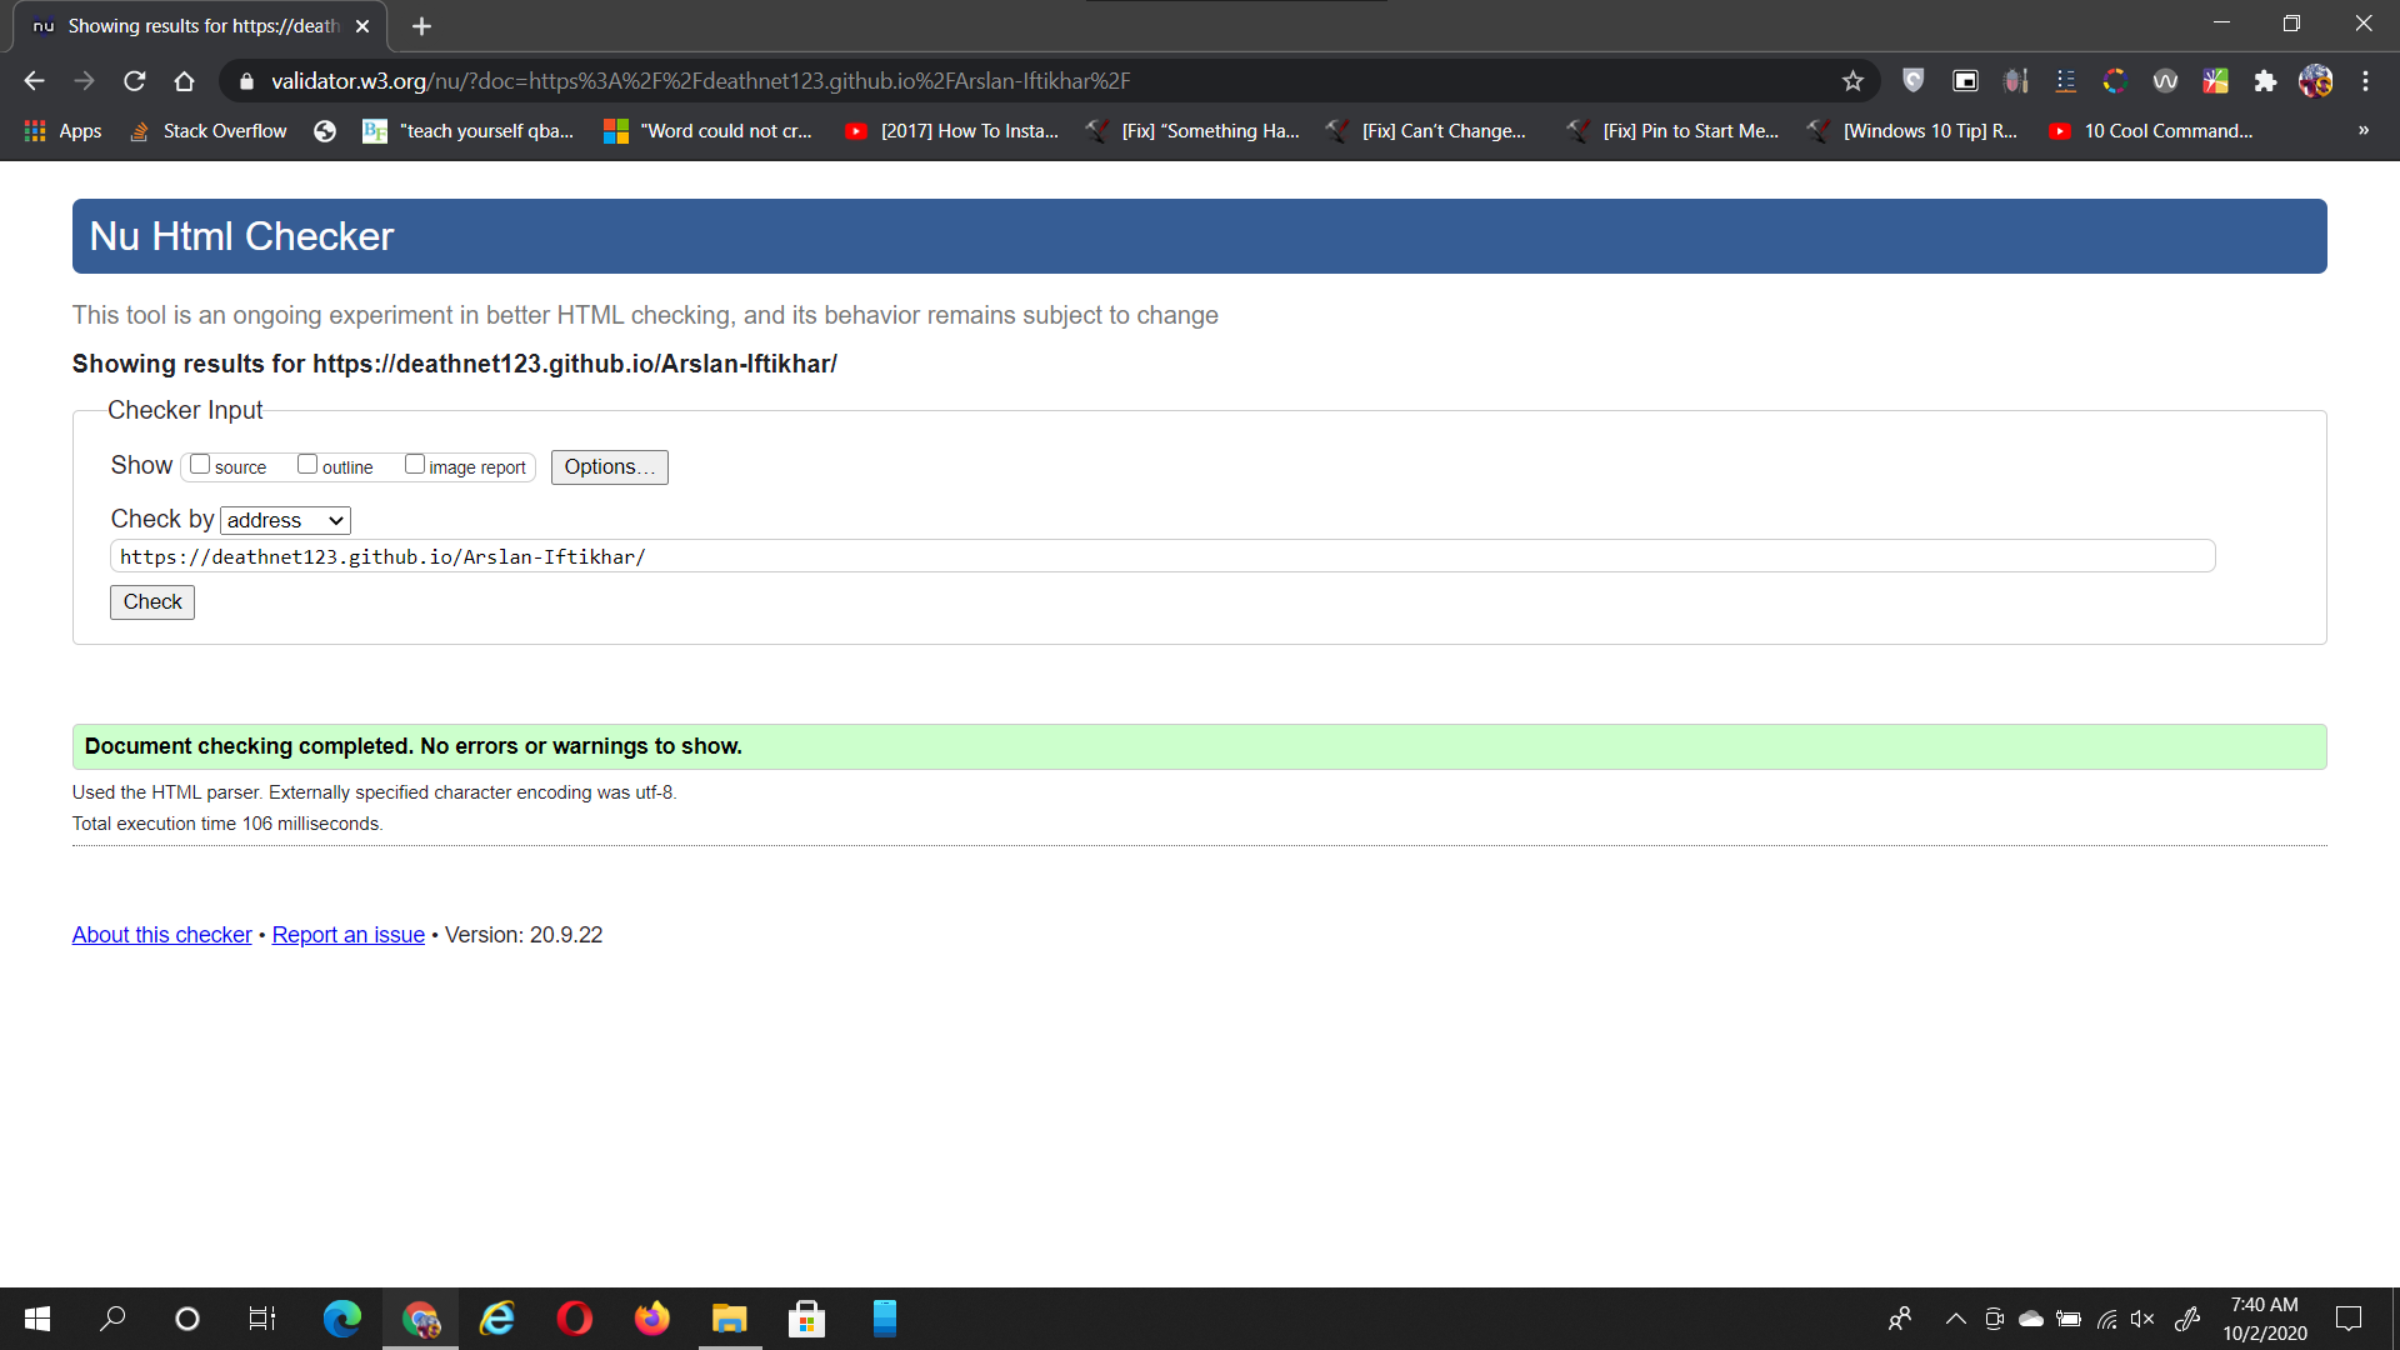 nu Showing results for https://death
validator.w3.org/nu/?doc=https%3A%2F%2Fdeathnet123.github.io%2FArslan-Iftikhar%2F
Apps Stack Overflow "teach yourself qba... "Word could not cr... [2017] How To Insta... [Fix] “Something Ha... [Fix] Can’t Change... [Fix] Pin to Start Me... [Windows 10 Tip] R... 10 Cool Command... »
Nu Html Checker
This tool is an ongoing experiment in better HTML checking, and its behavior remains subject to change
Showing results for https://deathnet123.github.io/Arslan-Iftikhar/
Checker Input
Show source outline image report Options...
Check by address
https://deathnet123.github.io/Arslan-Iftikhar/
Check
Document checking completed. No errors or warnings to show.
Used the HTML parser. Externally specified character encoding was utf-8.
Total execution time 106 milliseconds.
About this checker • Report an issue • Version: 20.9.22
7:40 AM
10/2/2020